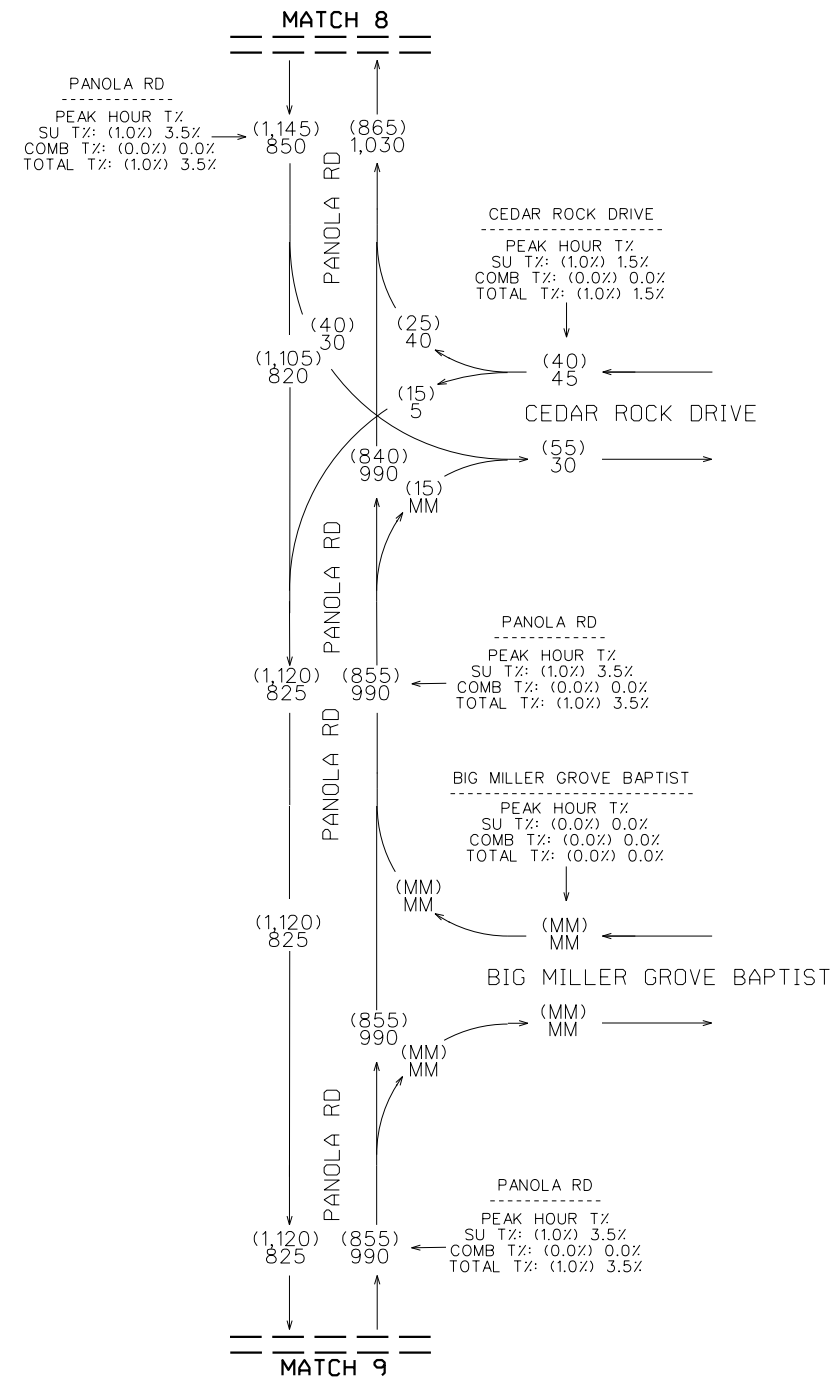 MATCH 8
PANOLA RD
PEAK HOUR T%
SU T%: (1.0%) 3.5%
COMB T%: (0.0%) 0.0%
TOTAL T%: (1.0%) 3.5%
(1,145)
850
(865)
1,030
PANOLA RD
CEDAR ROCK DRIVE
PEAK HOUR T%
SU T%: (1.0%) 1.5%
COMB T%: (0.0%) 0.0%
TOTAL T%: (1.0%) 1.5%
(40)
30
(25)
40
(1,105)
820
(40)
45
(15)
5
CEDAR ROCK DRIVE
(840)
990
(55)
30
(15)
MM
PANOLA RD
PANOLA RD
PEAK HOUR T%
SU T%: (1.0%) 3.5%
COMB T%: (0.0%) 0.0%
TOTAL T%: (1.0%) 3.5%
(1,120)
825
(855)
990
PANOLA RD
BIG MILLER GROVE BAPTIST
PEAK HOUR T%
SU T%: (0.0%) 0.0%
COMB T%: (0.0%) 0.0%
TOTAL T%: (0.0%) 0.0%
(MM)
MM
(1,120)
825
(MM)
MM
BIG MILLER GROVE BAPTIST
(855)
990
(MM)
MM
(MM)
MM
PANOLA RD
PANOLA RD
PEAK HOUR T%
SU T%: (1.0%) 3.5%
COMB T%: (0.0%) 0.0%
TOTAL T%: (1.0%) 3.5%
(1,120)
825
(855)
990
MATCH 9